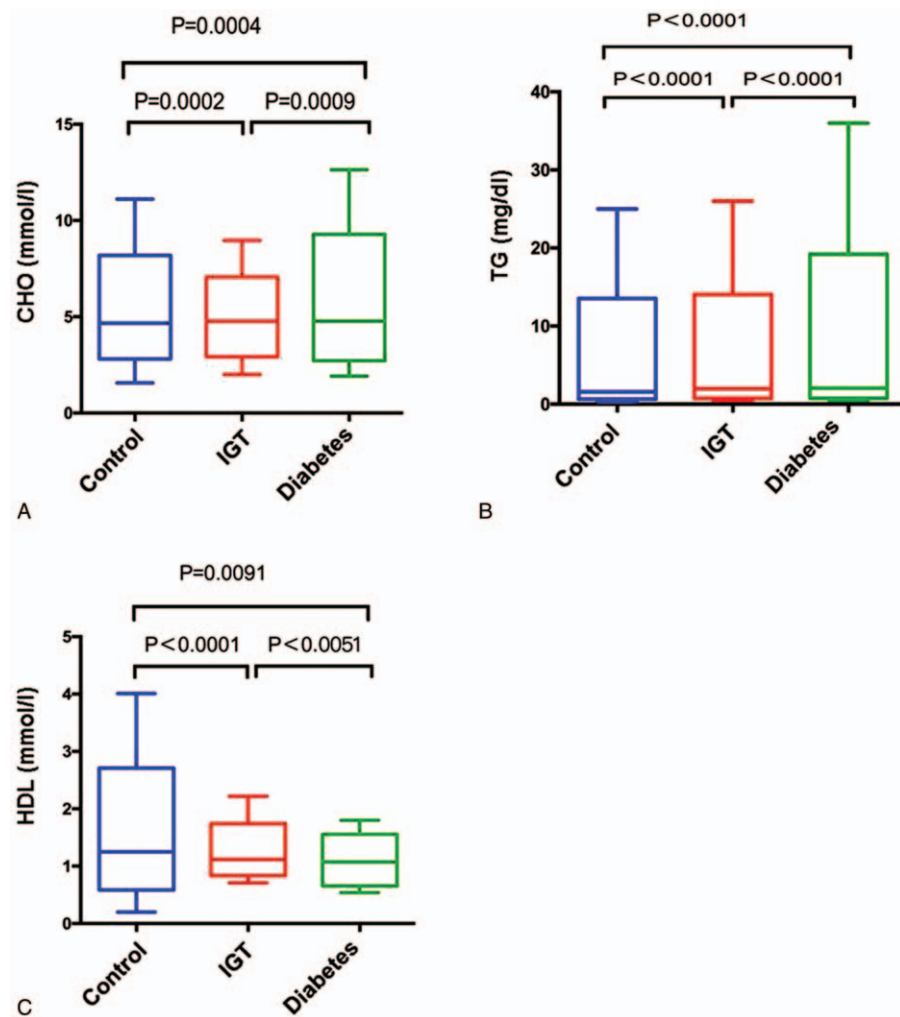 P=0.0004
P=0.0002 P=0.0009
CHO (mmol/l)
15
10
5
0
Control IGT Diabetes
A
P<0.0001
P<0.0001 P<0.0001
TG (mg/dl)
40
30
20
10
0
Control IGT Diabetes
B
P=0.0091
P<0.0001 P<0.0051
HDL (mmol/l)
5
4
3
2
1
0
Control IGT Diabetes
C